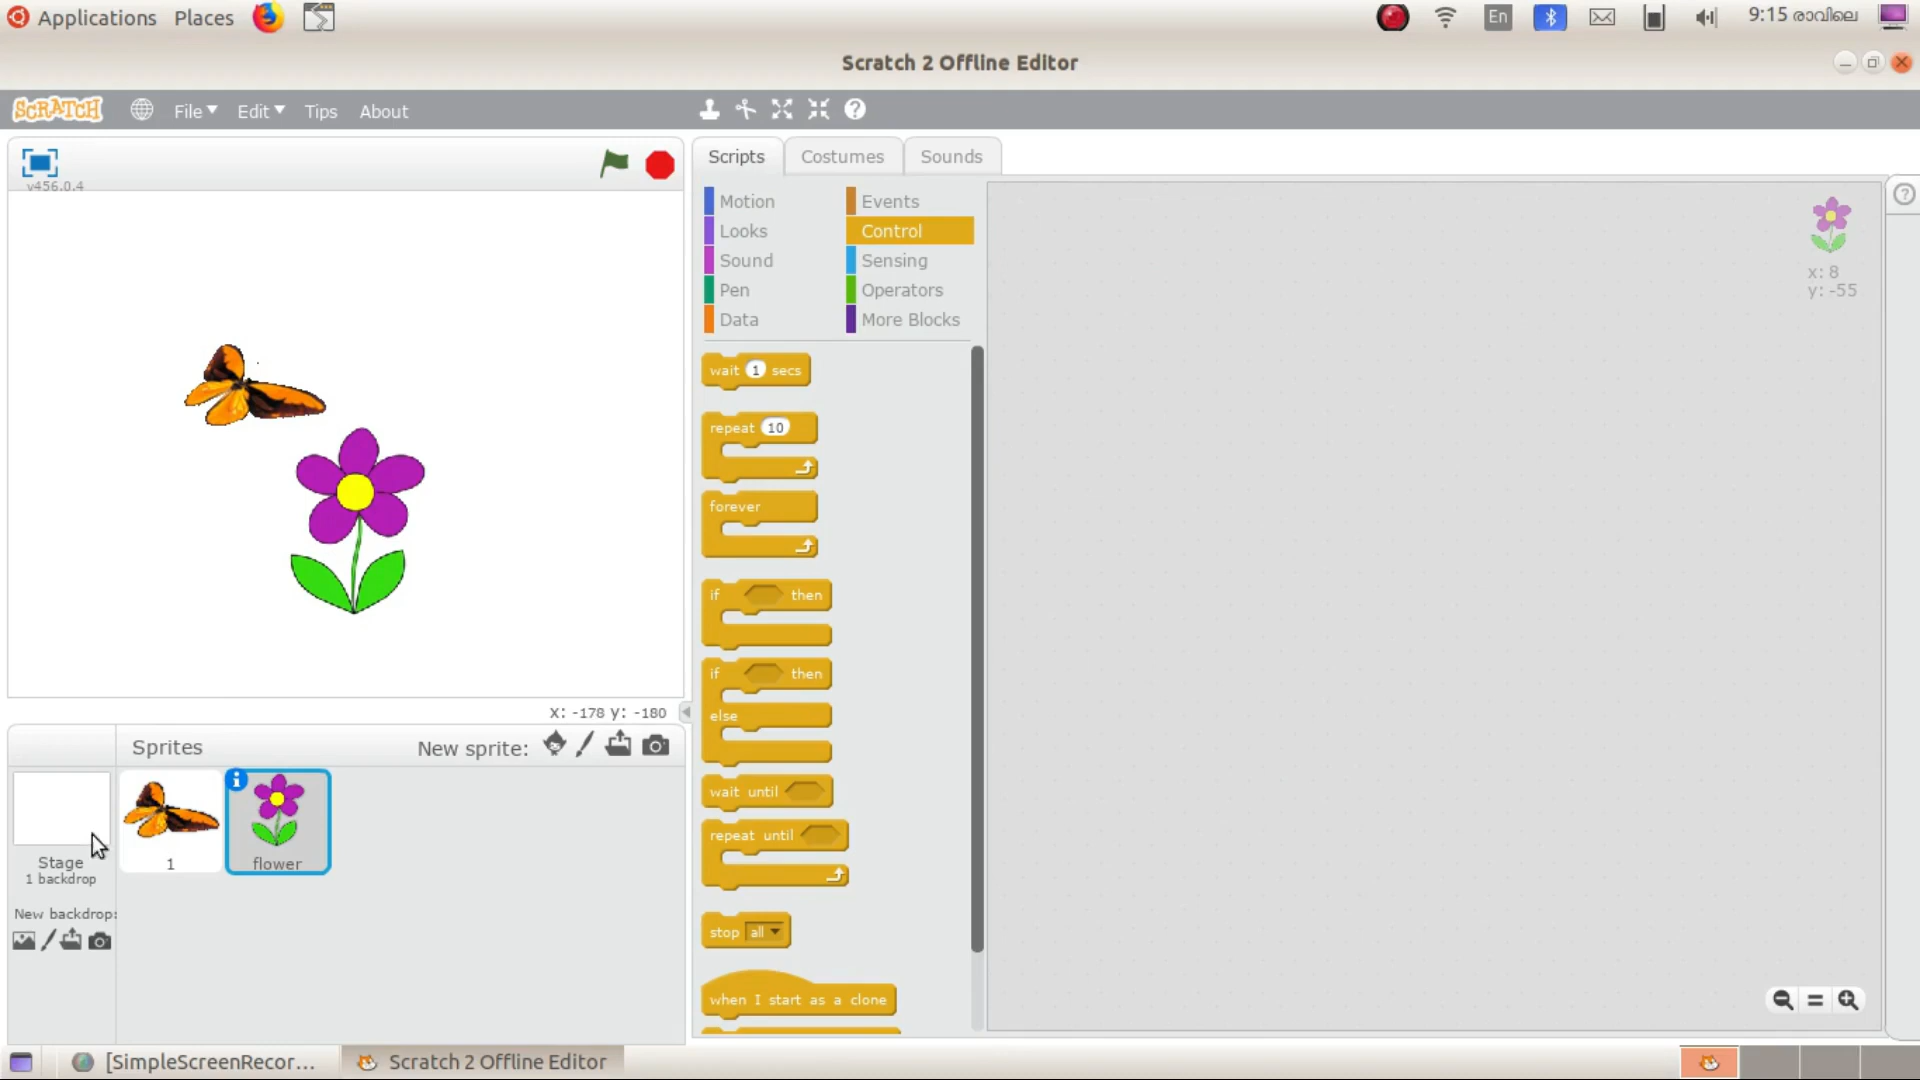 Applications Places En 9:15 രാവിലെ
Scratch 2 Offline Editor
SCRATCH File Edit Tips About
v456.0.4
Scripts Costumes Sounds
Motion Events
Looks Control
Sound Sensing
Pen Operators
Data More Blocks
x: 8
y: -55
wait 1 secs
repeat 10
forever
if then
if then
else
wait until
repeat until
stop all
when I start as a clone
x: -178 y: -180
Sprites New sprite:
Stage
1 backdrop
1
flower
New backdrop:
[SimpleScreenRecor... Scratch 2 Offline Editor